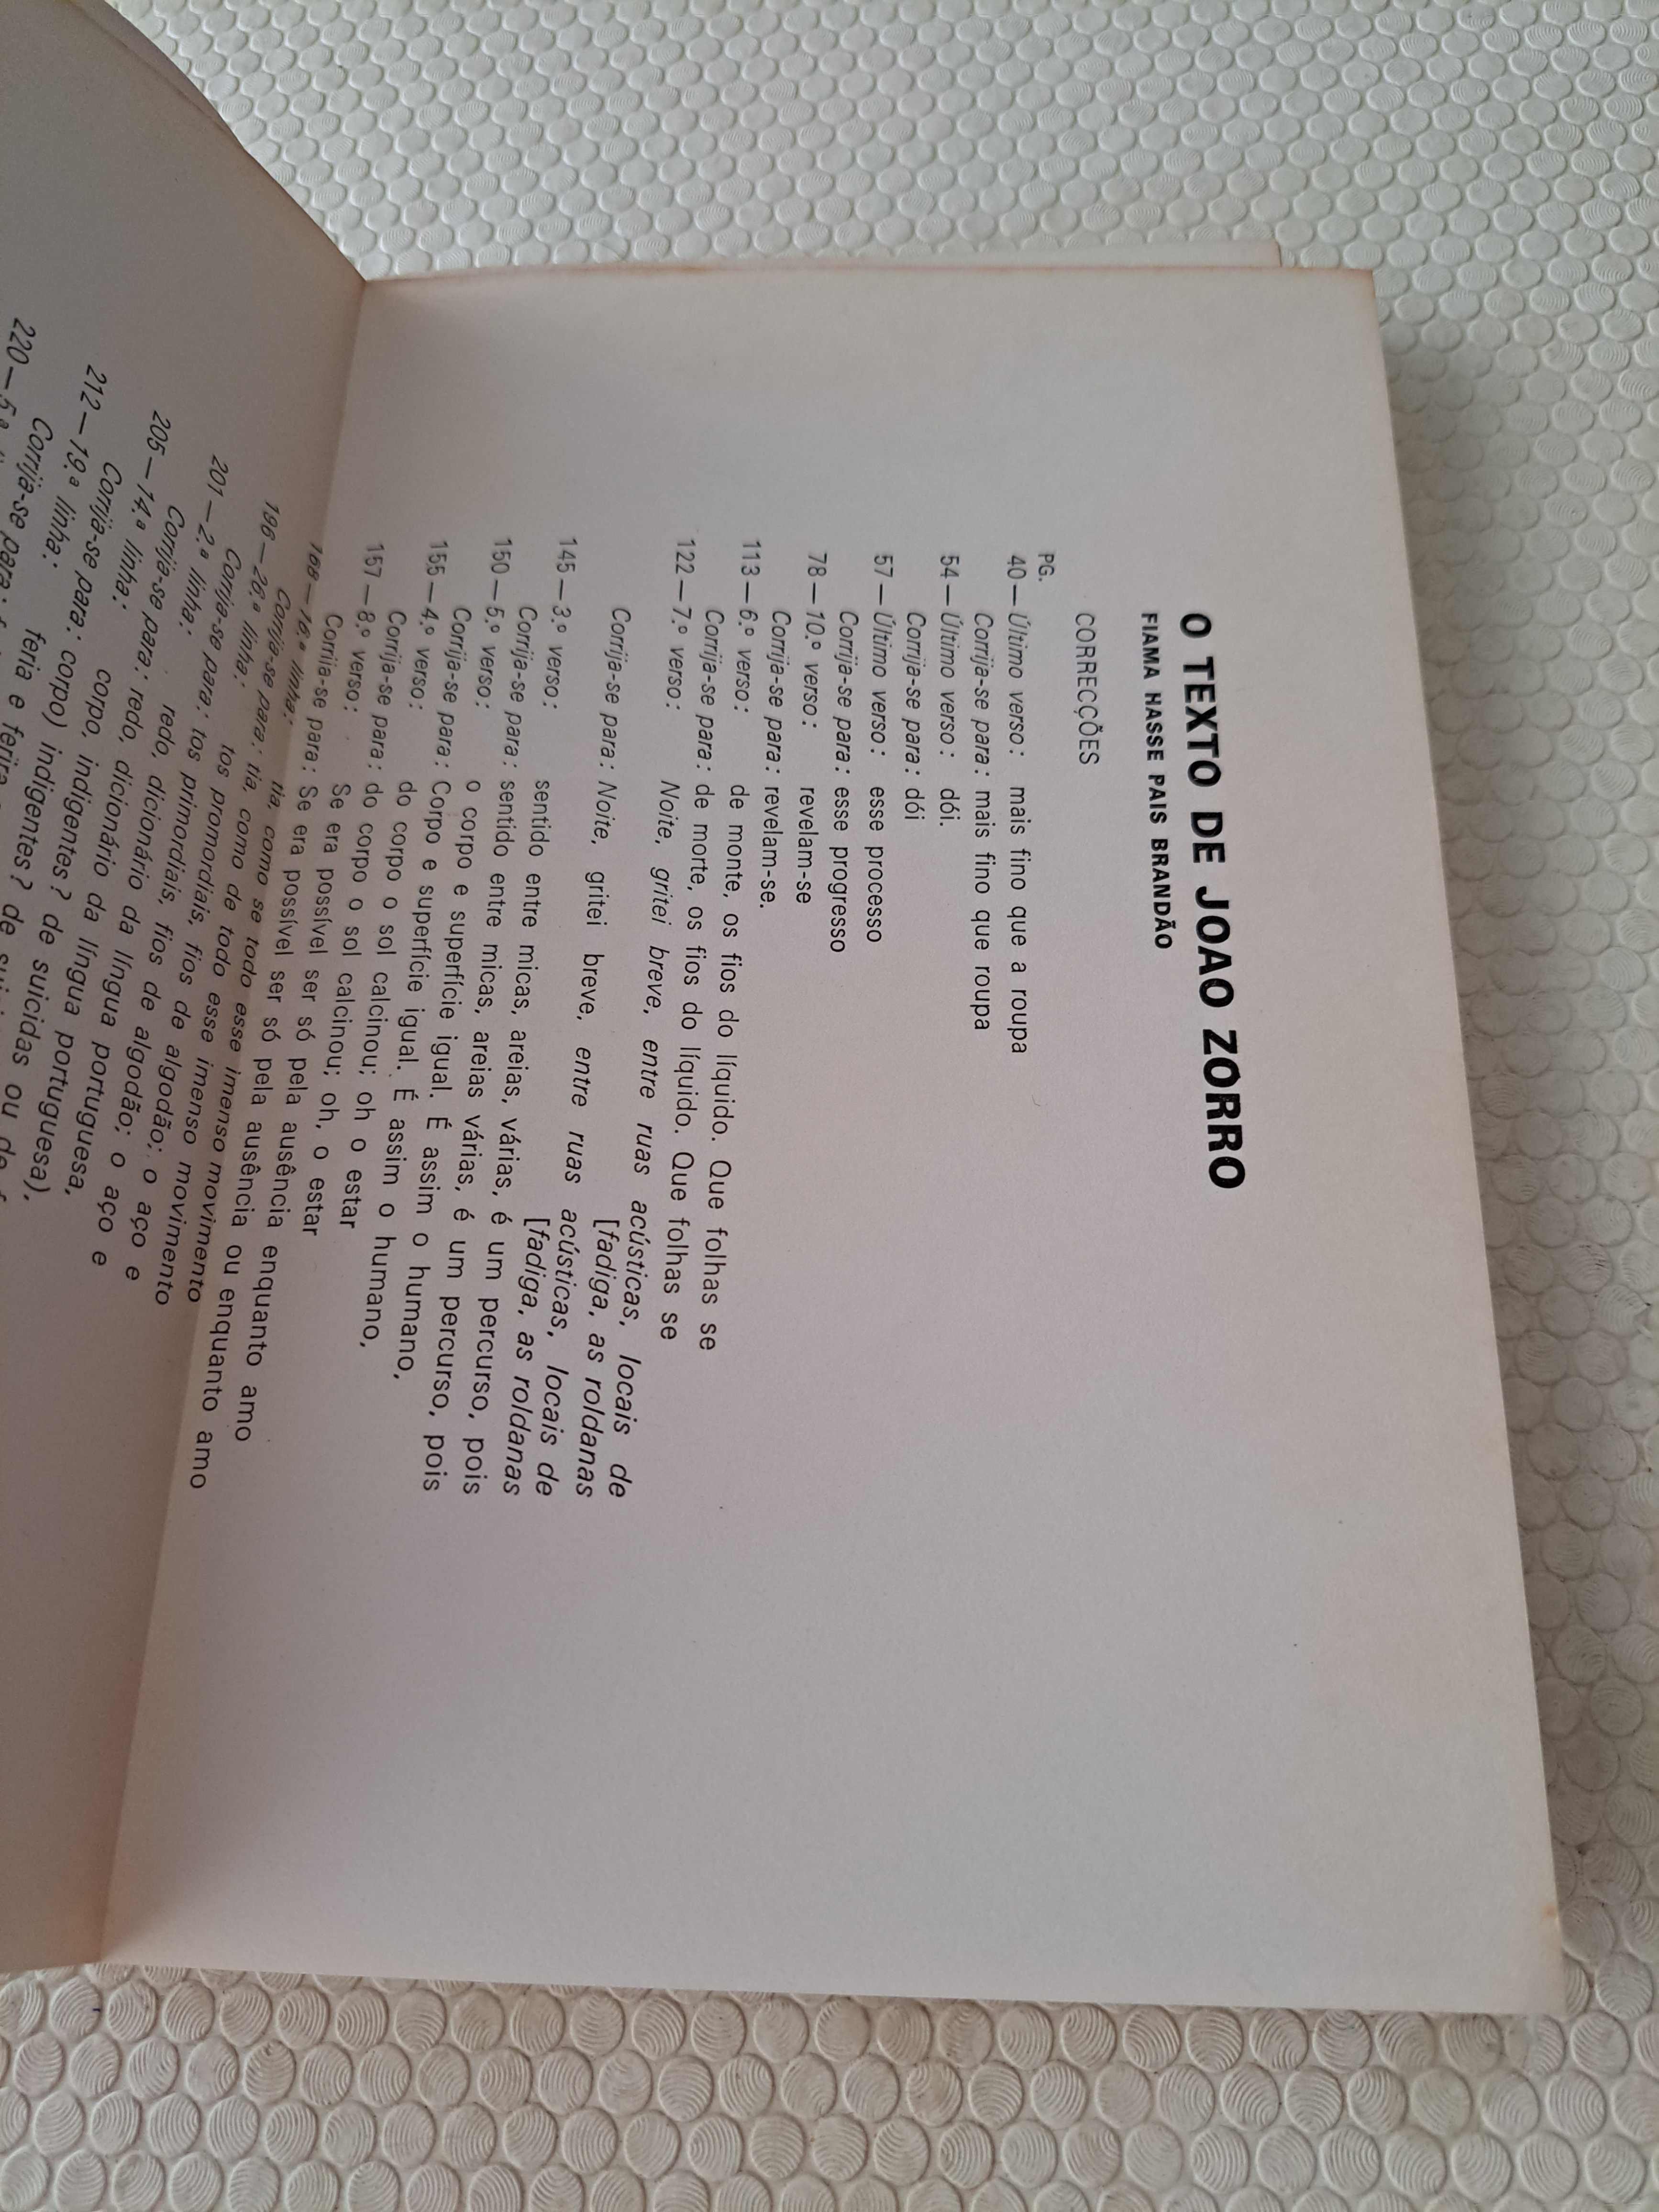 O TEXTO DE JOAO ZORRO
FIAMA HASSE PAIS BRANDÃO
CORRECÇÕES
PG.
40 — Último verso: mais fino que a roupa
Corrija-se para: mais fino que roupa
54 — Último verso: dói.
Corrija-se para: dói
57 — Último verso: esse processo
Corrija-se para: esse progresso
78 — 10.º verso: revelam-se
Corrija-se para: revelam-se.
113 — 6.º verso: de monte, os fios do líquido. Que folhas se
Corrija-se para: de morte, os fios do líquido. Que folhas se
122 — 7.º verso: Noite, gritei breve, entre ruas acústicas, locais de
[fadiga, as roldanas
Corrija-se para: Noite, gritei breve, entre ruas acústicas, locais de
[fadiga, as roldanas
145 — 3.º verso: sentido entre micas, areias, várias, é um percurso, pois
Corrija-se para: sentido entre micas, areias várias, é um percurso, pois
150 — 5.º verso: o corpo e superfície igual. É assim o humano,
Corrija-se para: Corpo e superfície igual. É assim o humano,
155 — 4.º verso: do corpo o sol calcinou; oh o estar
Corrija-se para: do corpo o sol calcinou; oh, o estar
157 — 8.º verso: Se era possível ser só pela ausência enquanto amo
Corrija-se para: Se era possível ser só pela ausência ou enquanto amo
168 — 18.ª linha: tia, como se todo esse imenso movimento
Corrija-se para: tia, como de todo esse imenso movimento
196 — 28.ª linha: tos promordiais, fios de algodão; o aço e
Corrija-se para: tos primordiais, fios de algodão; o aço e
201 — 2.ª linha: redo, dicionário da língua portuguesa,
Corrija-se para: redo, dicionário da língua portuguesa),
205 — 14.ª linha: corpo, indigentes? de suicidas ou de
Corrija-se para: corpo) indigentes? de
212 — 19.ª linha: feria e
Corrija-se para:
220 — 5.ª